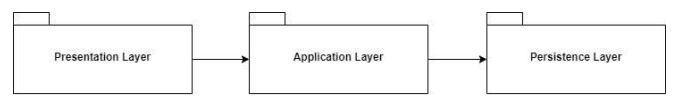 Presentation Layer
Application Layer
Persistence Layer